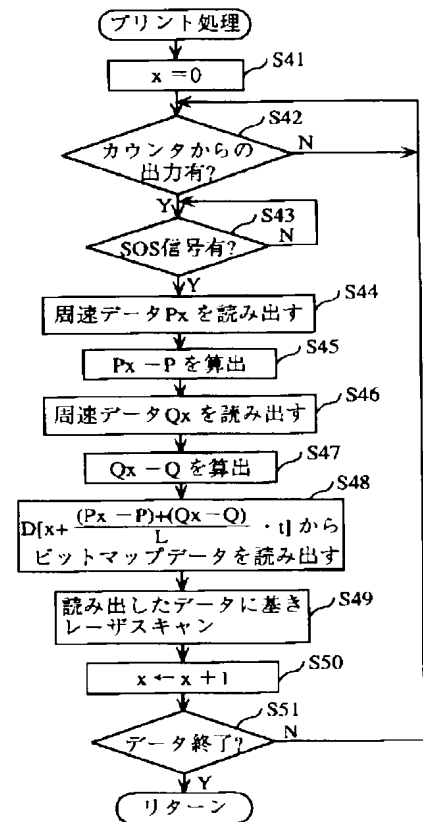 プリント処理
S41
x=0
S42
カウンタからの
出力有?
N
Y
S43
SOS信号有?
N
Y
S44
周速データPxを読み出す
S45
Px-Pを算出
S46
周速データQxを読み出す
S47
Qx-Qを算出
S48
D[x+(Px-P)+(Qx-Q)/L・t]から
ビットマップデータを読み出す
S49
読み出したデータに基き
レーザスキャン
S50
x←x+1
S51
データ終了?
N
Y
リターン